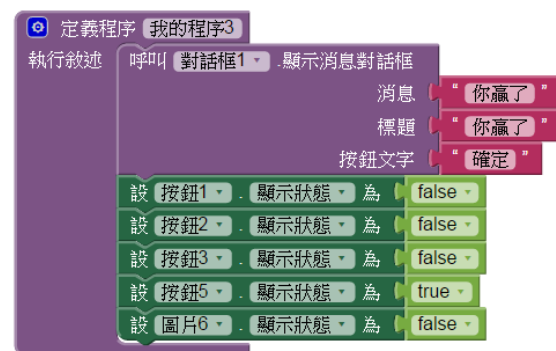 定義程序 我的程序3
執行敘述 呼叫 對話框1 .顯示消息對話框
消息 " 你贏了 "
標題 " 你贏了 "
按鈕文字 " 確定 "
設 按鈕1 . 顯示狀態 為 false
設 按鈕2 . 顯示狀態 為 false
設 按鈕3 . 顯示狀態 為 false
設 按鈕5 . 顯示狀態 為 true
設 圖片6 . 顯示狀態 為 false